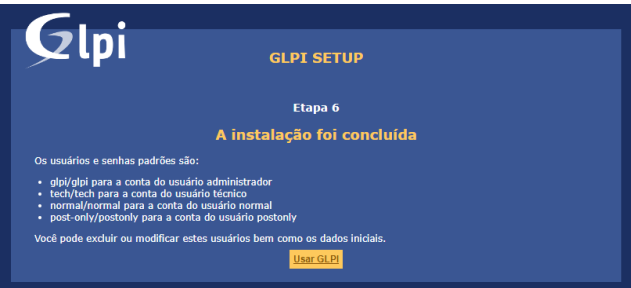 Glpi
GLPI SETUP
Etapa 6
A instalação foi concluída
Os usuários e senhas padrões são:
• glpi/glpi para a conta do usuário administrador
• tech/tech para a conta do usuário técnico
• normal/normal para a conta do usuário normal
• post-only/postonly para a conta do usuário postonly
Você pode excluir ou modificar estes usuários bem como os dados iniciais.
Usar GLPI